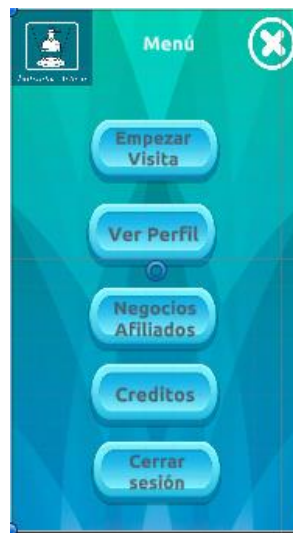 Menú
Empezar
Visita
Ver Perfil
Negocios
Afiliados
Creditos
Cerrar
sesión